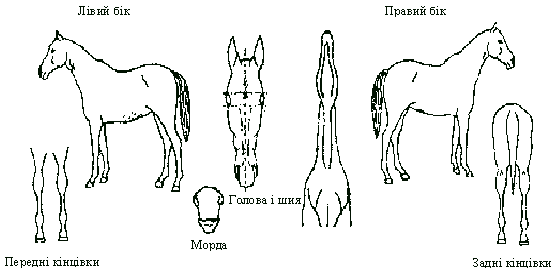 Лівий бік
Правий бік
Голова і шия
Морда
Передні кінцівки
Задні кінцівки